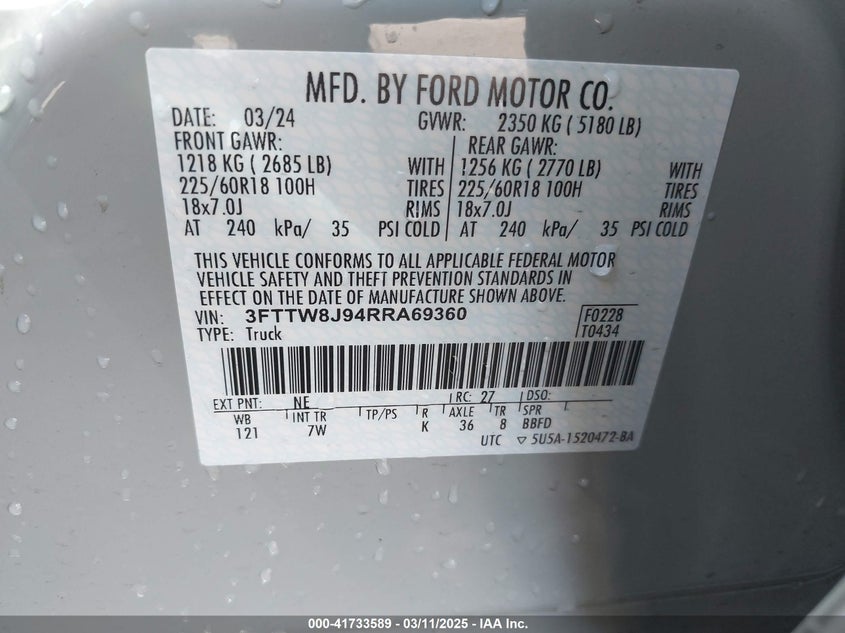 MFD. BY FORD MOTOR CO.
DATE: 03/24 GVWR: 2350 KG ( 5180 LB)
FRONT GAWR: REAR GAWR:
1218 KG ( 2685 LB) WITH 1256 KG ( 2770 LB) WITH
225/60R18 100H TIRES 225/60R18 100H TIRES
18x7.0J RIMS 18x7.0J RIMS
AT 240 kPa/ 35 PSI COLD AT 240 kPa/ 35 PSI COLD
THIS VEHICLE CONFORMS TO ALL APPLICABLE FEDERAL MOTOR
VEHICLE SAFETY AND THEFT PREVENTION STANDARDS IN
EFFECT ON THE DATE OF MANUFACTURE SHOWN ABOVE.
VIN: 3FTTW8J94RRA69360 F0228
TYPE: Truck T0434
EXT PNT: NE RC: 27 DSO:
WB INT TR TP/PS R AXLE TR SPR
121 7W K 36 8 BBFD
UTC ▽ 5U5A-1520472-BA
000-41733589 - 03/11/2025 - IAA Inc.